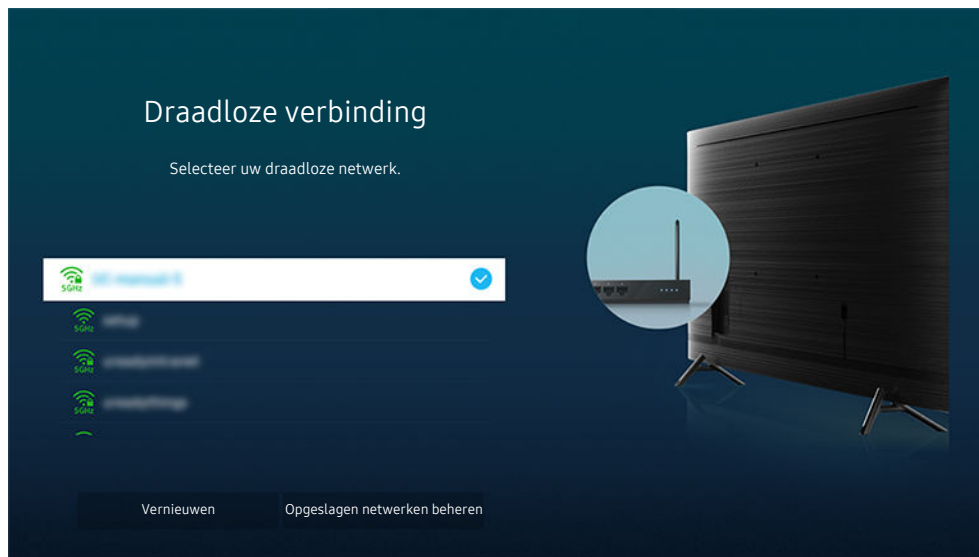 Draadloze verbinding
Selecteer uw draadloze netwerk.
5GHz
5GHz
5GHz
5GHz
Vernieuwen
Opgeslagen netwerken beheren